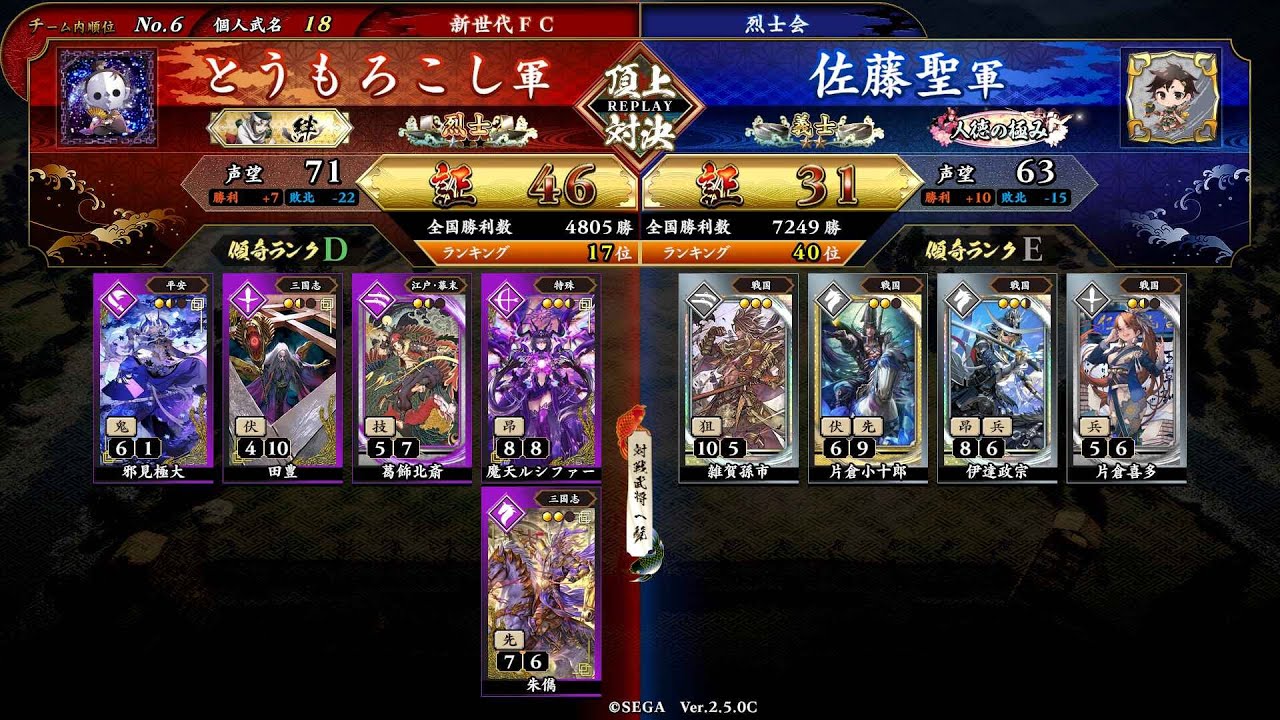 チーム内順位 No.6 個人武名 18
新世代FC
烈士会
とうもろこし軍
頂上
REPLAY
対決
佐藤聖軍
絆
烈士
義士
人徳の極み
声望 71
勝利 +7 敗北 -22
証 46
証 31
声望 63
勝利 +10 敗北 -15
全国勝利数 4805勝
全国勝利数 7249勝
傾奇ランクD
ランキング 17位
ランキング 40位
傾奇ランクE
平安
鬼
6 1
邪見極大
三国志
伏
4 10
田豊
江戸・幕末
技
5 7
葛飾北斎
特殊
昂
8 8
魔天ルシファー
戦国
狙
10 5
雑賀孫市
戦国
伏 先
6 9
片倉小十郎
戦国
昂 兵
8 6
伊達政宗
戦国
兵
5 6
片倉喜多
対戦武将一覧
三国志
先
7 6
朱儁
©SEGA Ver.2.5.0C